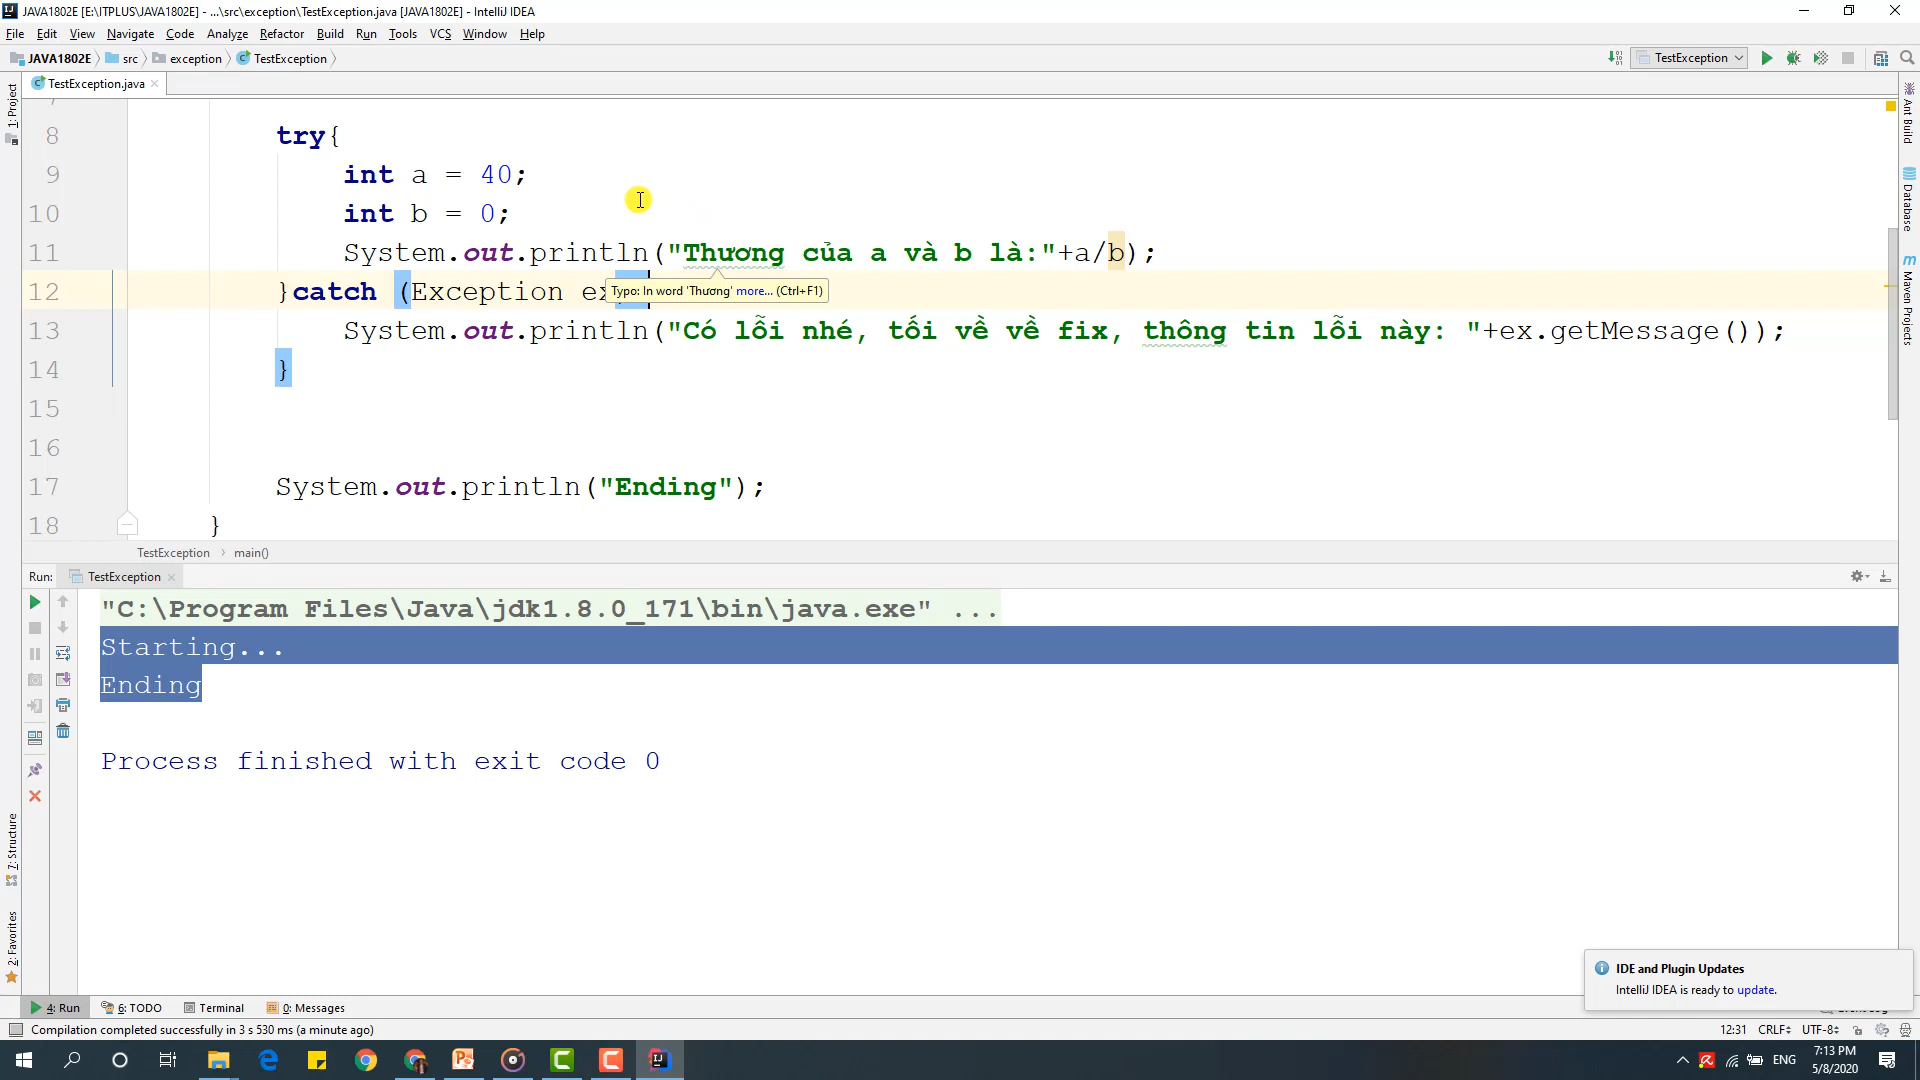 JAVA1802E [E:\ITPLUS\JAVA1802E] - ...\src\exception\TestException.java [JAVA1802E] - IntelliJ IDEA
File Edit View Navigate Code Analyze Refactor Build Run Tools VCS Window Help
JAVA1802E src exception TestException TestException
TestException.java
1: Project
Ant Build
Database
Maven Projects
8 try{
9 int a = 40;
10 int b = 0;
11 System.out.println("Thương của a và b là:"+a/b);
12 }catch (Exception ex
Typo: In word 'Thương' more... (Ctrl+F1)
13 System.out.println("Có lỗi nhé, tối về về fix, thông tin lỗi này: "+ex.getMessage());
14 }
15
16
17 System.out.println("Ending");
18 }
TestException main()
Run: TestException
"C:\Program Files\Java\jdk1.8.0_171\bin\java.exe" ...
Starting...
Ending
Process finished with exit code 0
7: Structure
2: Favorites
IDE and Plugin Updates
IntelliJ IDEA is ready to update.
4: Run 6: TODO Terminal 0: Messages
Compilation completed successfully in 3 s 530 ms (a minute ago) 12:31 CRLF UTF-8
ENG 7:13 PM
5/8/2020